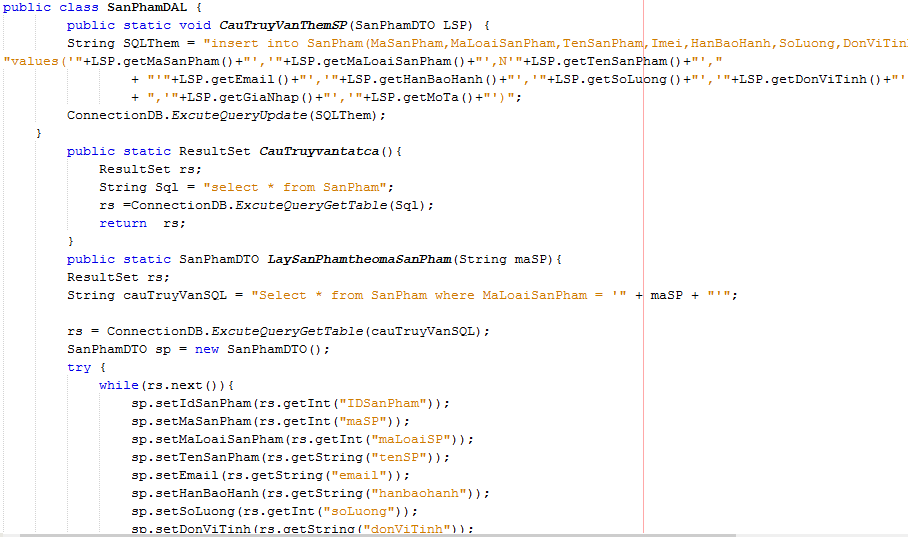 public class SanPhamDAL {
public static void CauTruyVanThemSP(SanPhamDTO LSP) {
String SQLThem = "insert into SanPham(MaSanPham,MaLoaiSanPham,TenSanPham,Imei,HanBaoHanh,SoLuong,DonViTinh
"values('"+LSP.getMaSanPham()+"','"+LSP.getMaLoaiSanPham()+"',N'"+LSP.getTenSanPham()+"',"
+ "'"+LSP.getEmail()+"','"+LSP.getHanBaoHanh()+"','"+LSP.getSoLuong()+"','"+LSP.getDonViTinh()+"'
+ ",'"+LSP.getGiaNhap()+"','"+LSP.getMoTa()+"')";
ConnectionDB.ExcuteQueryUpdate(SQLThem);
}
public static ResultSet CauTruyvantatca(){
ResultSet rs;
String Sql = "select * from SanPham";
rs =ConnectionDB.ExcuteQueryGetTable(Sql);
return rs;
}
public static SanPhamDTO LaySanPhamtheomaSanPham(String maSP){
ResultSet rs;
String cauTruyVanSQL = "Select * from SanPham where MaLoaiSanPham = '" + maSP + "'";
rs = ConnectionDB.ExcuteQueryGetTable(cauTruyVanSQL);
SanPhamDTO sp = new SanPhamDTO();
try {
while(rs.next()){
sp.setIdSanPham(rs.getInt("IDSanPham"));
sp.setMaSanPham(rs.getInt("maSP"));
sp.setMaLoaiSanPham(rs.getInt("maLoaiSP"));
sp.setTenSanPham(rs.getString("tenSP"));
sp.setEmail(rs.getString("email"));
sp.setHanBaoHanh(rs.getString("hanbaohanh"));
sp.setSoLuong(rs.getInt("soLuong"));
sp.setDonViTinh(rs.getString("donViTinh"));